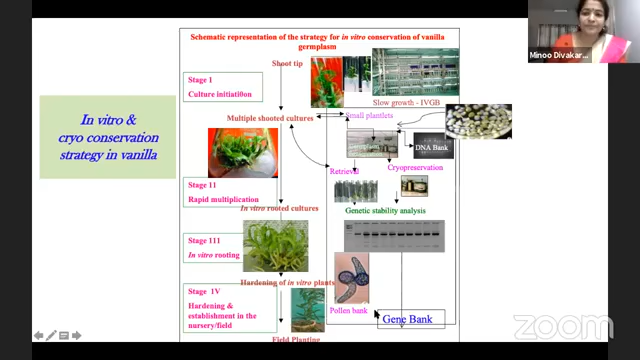 Schematic representation of the strategy for in vitro conservation of vanilla
germplasm
Minoo Divakar...
Shoot tip
Stage I
Culture initiati0on
Slow growth - IVGB
Multiple shooted cultures
Small plantlets
In vitro &
cryo conservation
strategy in vanilla
DNA Bank
Retrieval
Cryopreservation
Stage 11
Rapid multiplication
In vitro rooted cultures
Genetic stability analysis
Stage 111
In vitro rooting
Hardening of in vitro plants
Stage 1V
Hardening &
establishment in the
nursery/field
Pollen bank
Gene Bank
Field Planting
zoom